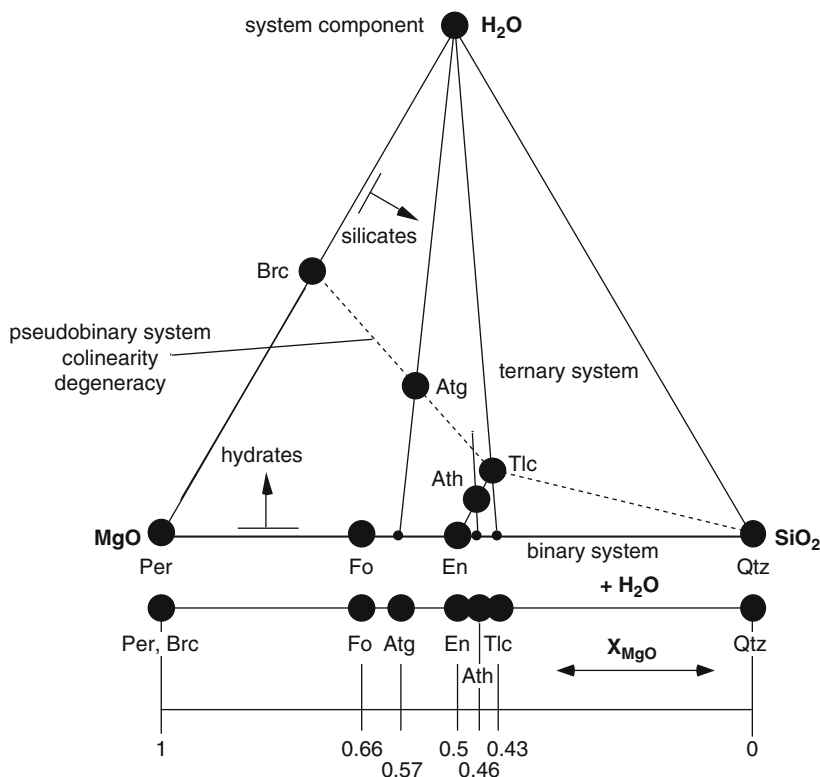 system component H₂O
silicates
Brc
pseudobinary system
colinearity
degeneracy
Atg
ternary system
hydrates
Tlc
Ath
MgO
SiO₂
binary system
Per Fo En Qtz
+ H₂O
Per, Brc Fo Atg En Tlc Qtz
Ath
X_MgO
1 0.66 0.5 0.43 0
0.57 0.46